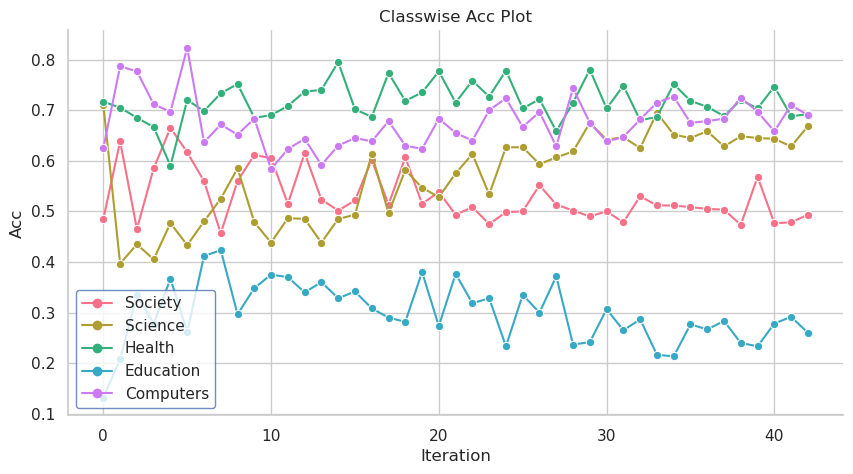 Classwise Acc Plot
Acc
0.8
0.7
0.6
0.5
0.4
0.3
0.2
0.1
Society
Science
Health
Education
Computers
0 10 20 30 40
Iteration